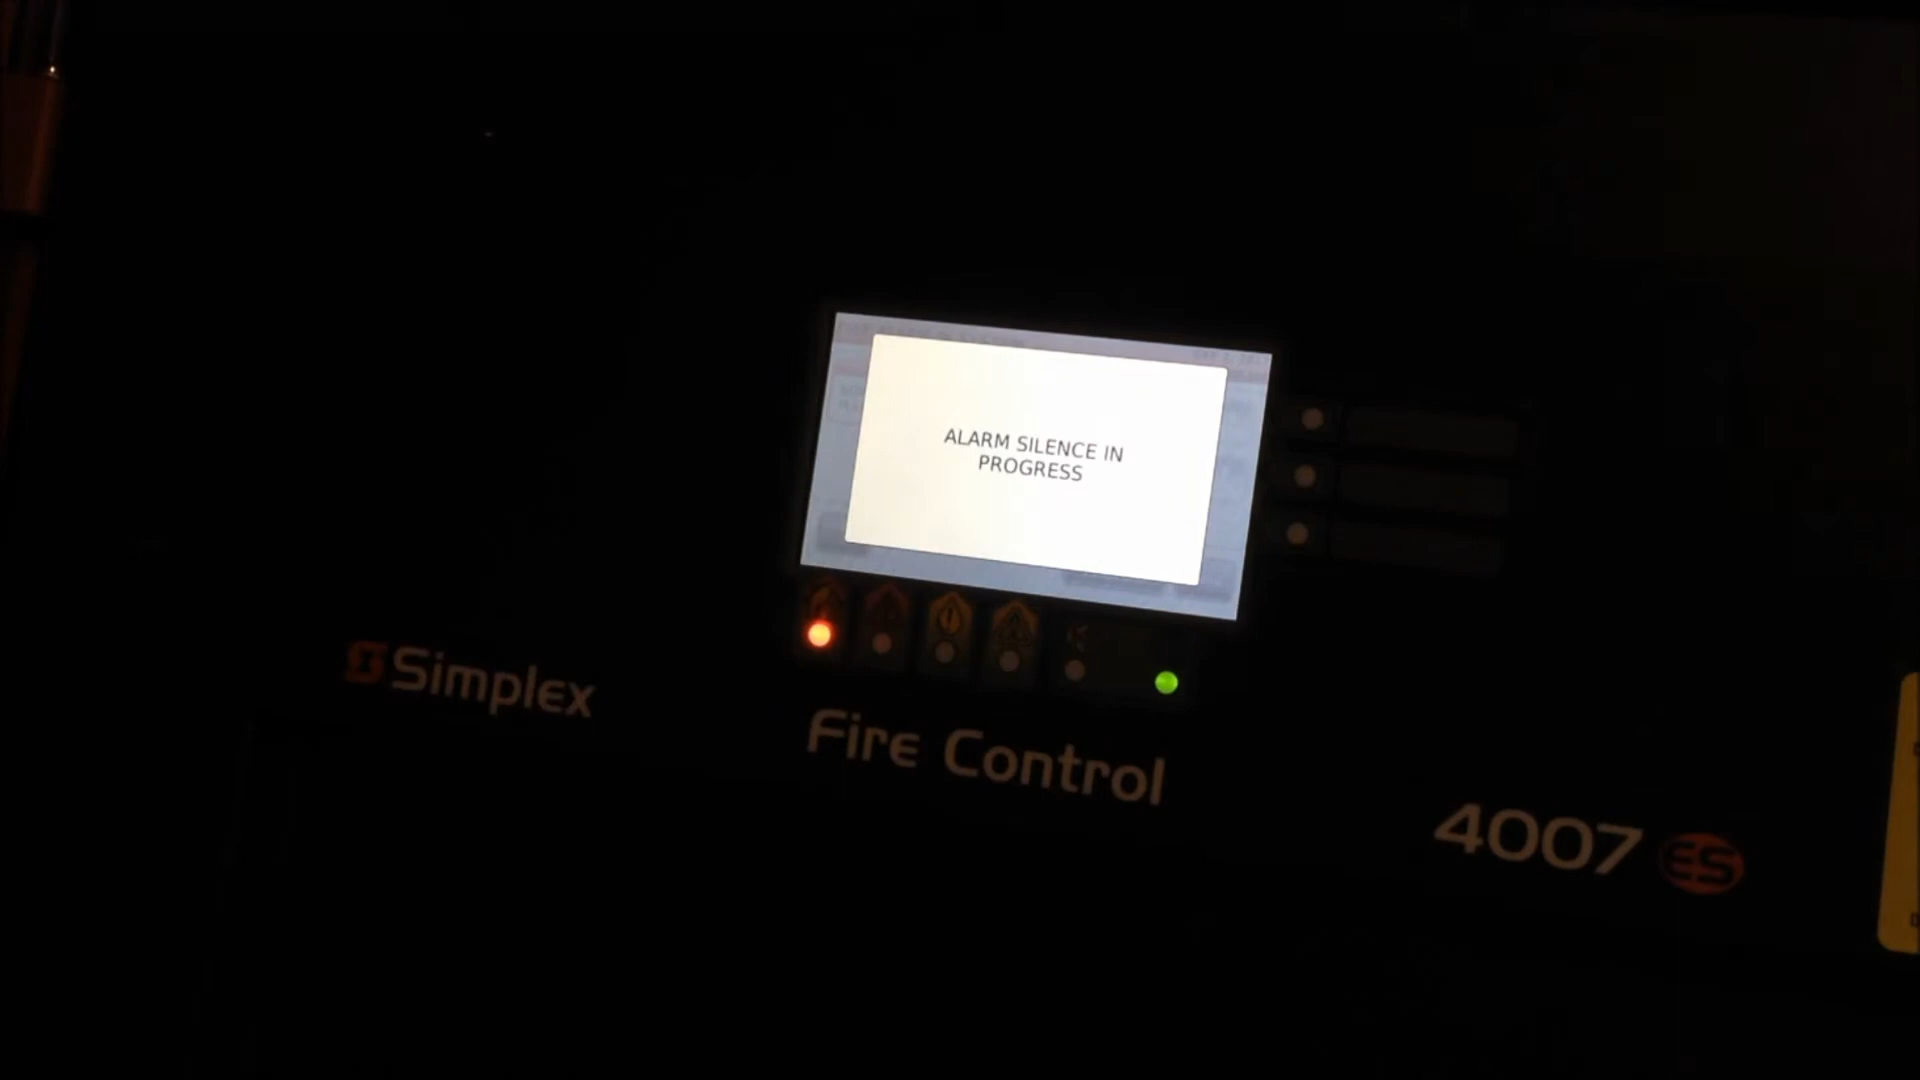 ALARM SILENCE IN
PROGRESS
Simplex
Fire Control
4007 ES